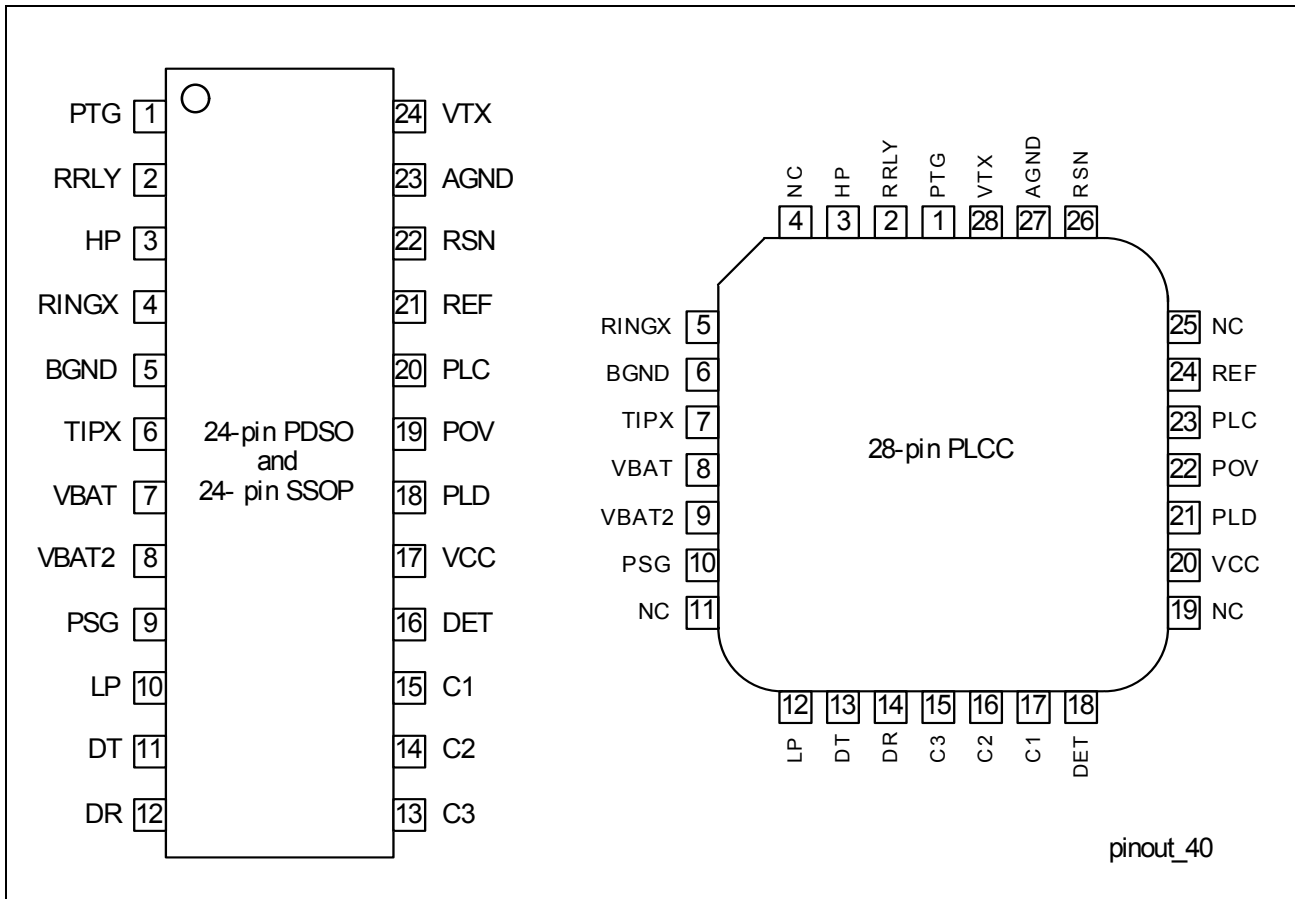 PTG 1
RRLY 2
HP 3
RINGX 4
BGND 5
TIPX 6
VBAT 7
VBAT2 8
PSG 9
LP 10
DT 11
DR 12
24 VTX
23 AGND
22 RSN
21 REF
20 PLC
19 POV
18 PLD
17 VCC
16 DET
15 C1
14 C2
13 C3
24-pin PDSO
and
24- pin SSOP
NC HP RRLY PTG VTX AGND RSN
4 3 2 1 28 27 26
RINGX 5
BGND 6
TIPX 7
VBAT 8
VBAT2 9
PSG 10
NC 11
28-pin PLCC
25 NC
24 REF
23 PLC
22 POV
21 PLD
20 VCC
19 NC
12 13 14 15 16 17 18
LP DT DR C3 C2 C1 DET
pinout_40